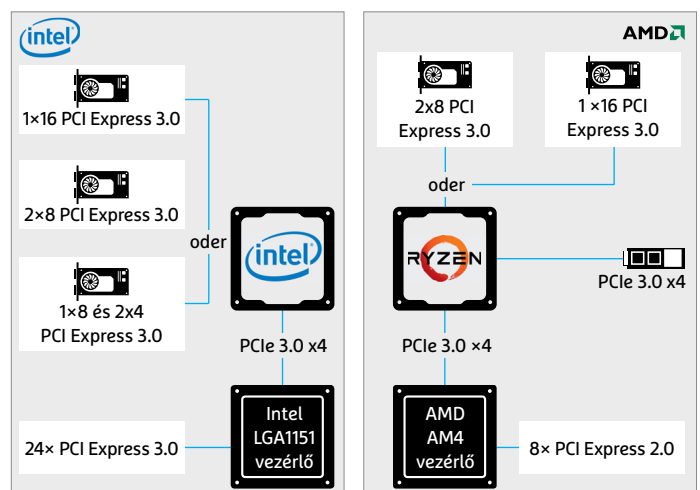 intel
1×16 PCI Express 3.0
2×8 PCI Express 3.0
1×8 és 2x4
PCI Express 3.0
oder
intel
PCIe 3.0 x4
Intel
LGA1151
vezérlő
24× PCI Express 3.0
AMD
2x8 PCI
Express 3.0
1 ×16 PCI
Express 3.0
oder
RYZEN
PCIe 3.0 x4
PCIe 3.0 ×4
AMD
AM4
vezérlő
8× PCI Express 2.0